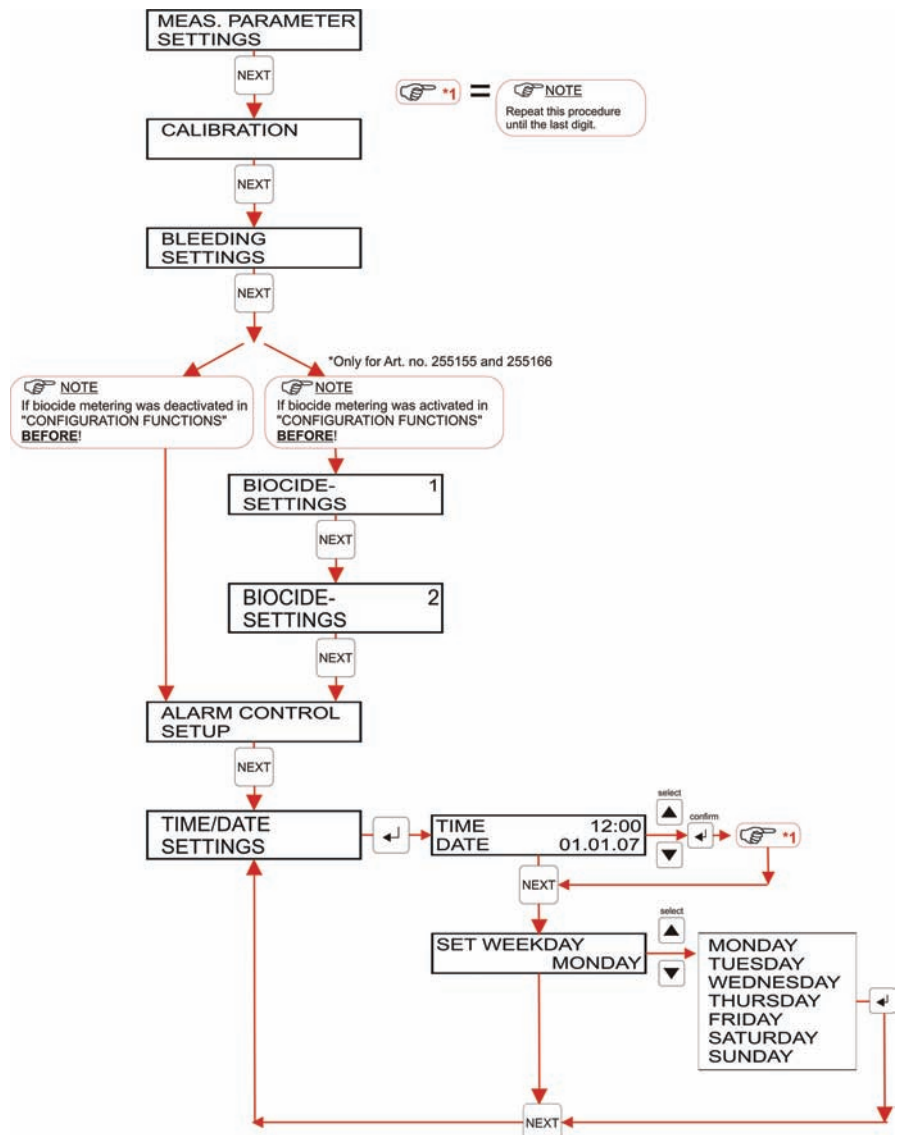 MEAS. PARAMETER
SETTINGS
NEXT
*1 = NOTE
Repeat this procedure
until the last digit.
CALIBRATION
NEXT
BLEEDING
SETTINGS
NEXT
*Only for Art. no. 255155 and 255166
NOTE
If biocide metering was deactivated in
"CONFIGURATION FUNCTIONS"
BEFORE!
NOTE
If biocide metering was activated in
"CONFIGURATION FUNCTIONS"
BEFORE!
BIOCIDE- 1
SETTINGS
NEXT
BIOCIDE- 2
SETTINGS
NEXT
ALARM CONTROL
SETUP
NEXT
TIME/DATE
SETTINGS
TIME 12:00
DATE 01.01.07
select
confirm
*1
NEXT
SET WEEKDAY
MONDAY
select
MONDAY
TUESDAY
WEDNESDAY
THURSDAY
FRIDAY
SATURDAY
SUNDAY
NEXT